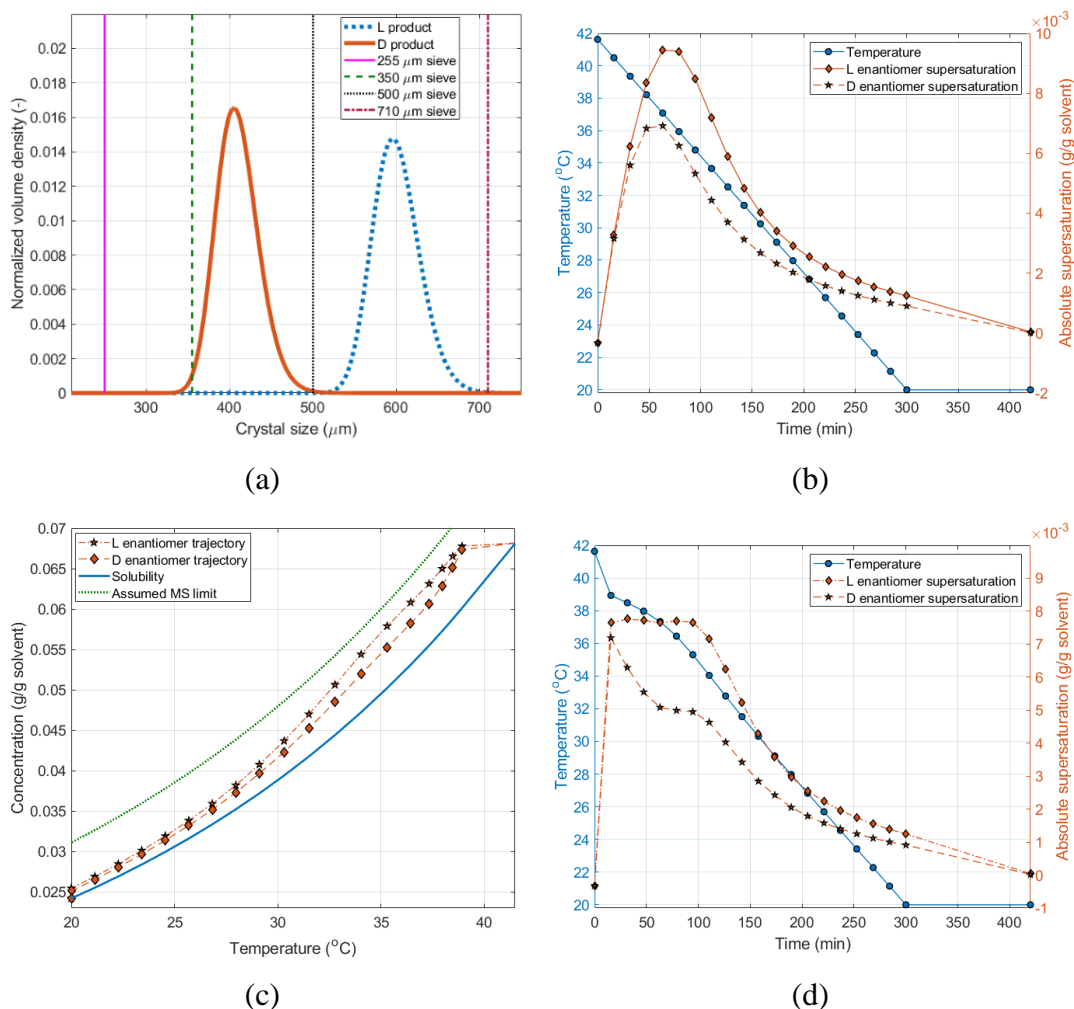 L product
D product
255 μm sieve
350 μm sieve
500 μm sieve
710 μm sieve
0.02
0.018
0.016
0.014
0.012
0.01
0.008
0.006
0.004
0.002
0
Normalized volume density (-)
300 400 500 600 700
Crystal size (μm)
(a)
Temperature
L enantiomer supersaturation
D enantiomer supersaturation
42
40
38
36
34
32
30
28
26
24
22
20
Temperature (°C)
×10⁻³
10
8
6
4
2
0
-2
Absolute supersaturation (g/g solvent)
0 50 100 150 200 250 300 350 400
Time (min)
(b)
L enantiomer trajectory
D enantiomer trajectory
Solubility
Assumed MS limit
0.07
0.065
0.06
0.055
0.05
0.045
0.04
0.035
0.03
0.025
Concentration (g/g solvent)
20 25 30 35 40
Temperature (°C)
(c)
Temperature
L enantiomer supersaturation
D enantiomer supersaturation
42
40
38
36
34
32
30
28
26
24
22
20
Temperature (°C)
×10⁻³
9
8
7
6
5
4
3
2
1
0
-1
Absolute supersaturation (g/g solvent)
0 50 100 150 200 250 300 350 400
Time (min)
(d)